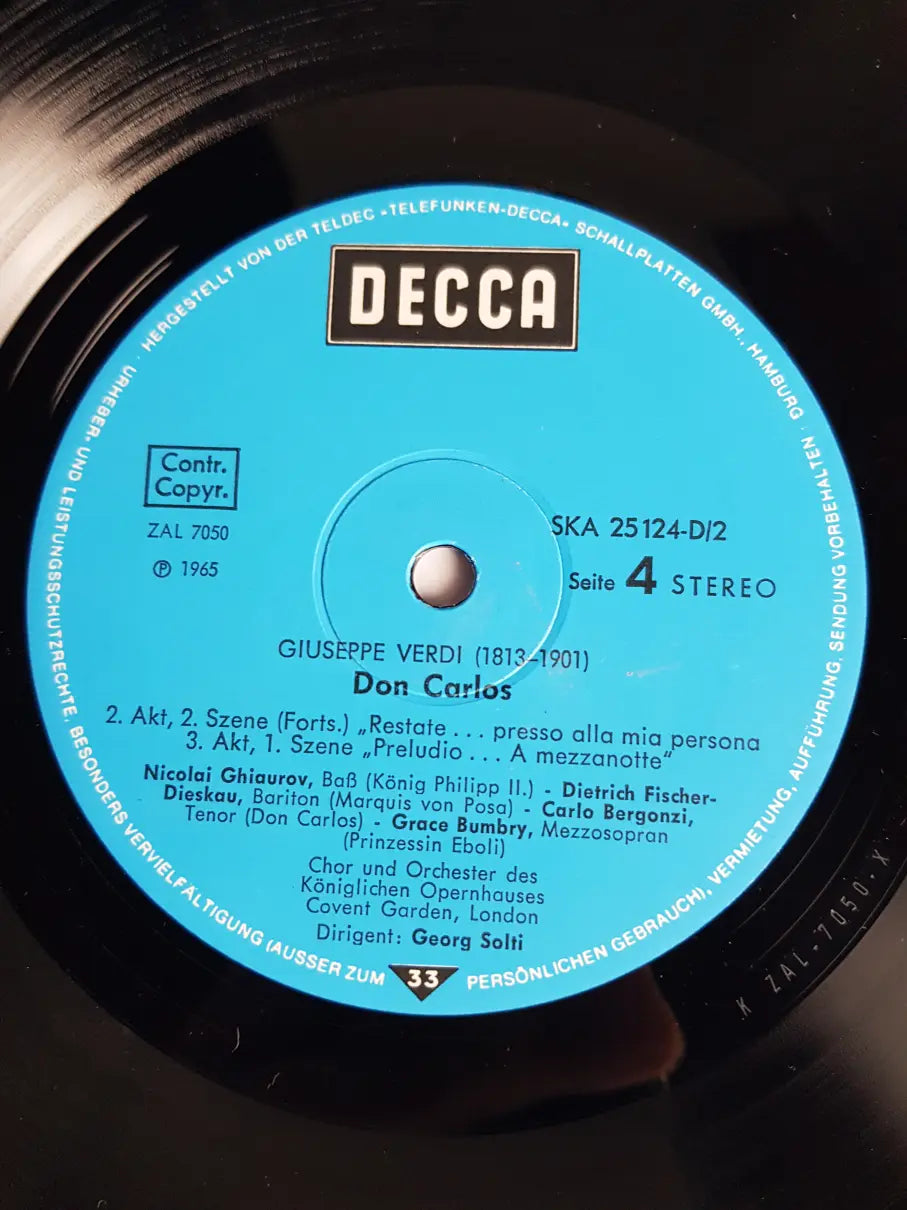 HERGESTELLT VON DER TELDEC »TELEFUNKEN-DECCA« SCHALLPLATTEN GMBH., HAMBURG ·
URHEBER- UND LEISTUNGSSCHUTZRECHTE, BESONDERS VERVIELFÄLTIGUNG (AUSSER ZUM
PERSÖNLICHEN GEBRAUCH), VERMIETUNG, AUFFÜHRUNG, SENDUNG VORBEHALTEN ·
DECCA
Contr.
Copyr.
ZAL 7050
℗ 1965
SKA 25124-D/2
Seite 4 STEREO
GIUSEPPE VERDI (1813–1901)
Don Carlos
2. Akt, 2. Szene (Forts.) „Restate . . . presso alla mia persona
3. Akt, 1. Szene „Preludio . . . A mezzanotte"
Nicolai Ghiaurov, Baß (König Philipp II.) - Dietrich Fischer-
Dieskau, Bariton (Marquis von Posa) - Carlo Bergonzi,
Tenor (Don Carlos) - Grace Bumbry, Mezzosopran
(Prinzessin Eboli)
Chor und Orchester des
Königlichen Opernhauses
Covent Garden, London
Dirigent: Georg Solti
33
K ZAL-7050-X